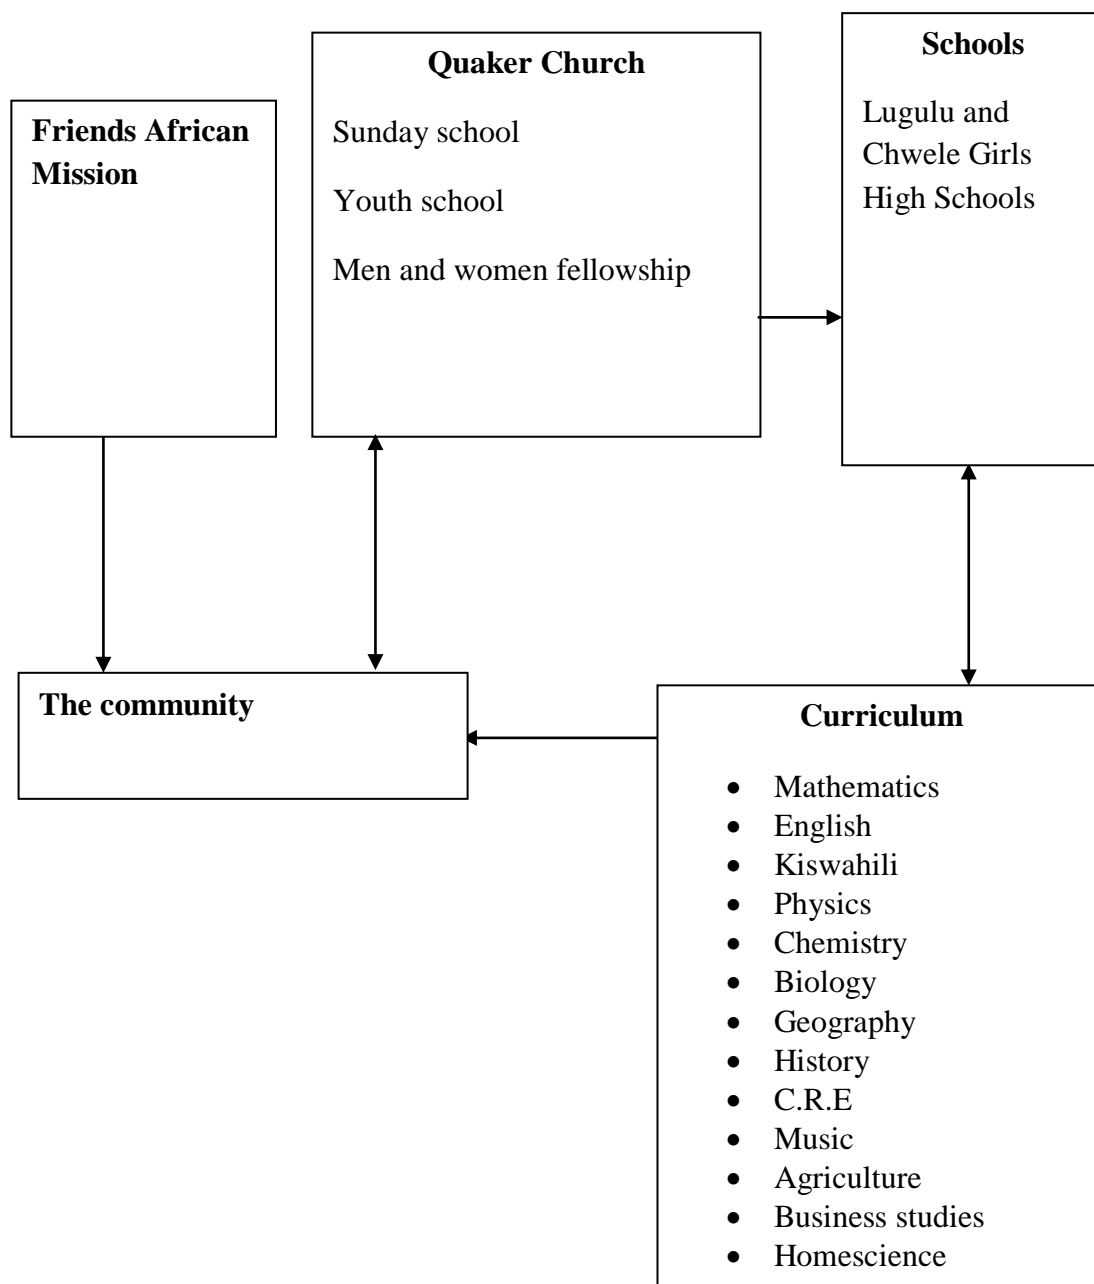 Friends African
Mission
Quaker Church
Sunday school
Youth school
Men and women fellowship
Schools
Lugulu and
Chwele Girls
High Schools
The community
Curriculum
• Mathematics
• English
• Kiswahili
• Physics
• Chemistry
• Biology
• Geography
• History
• C.R.E
• Music
• Agriculture
• Business studies
• Homescience